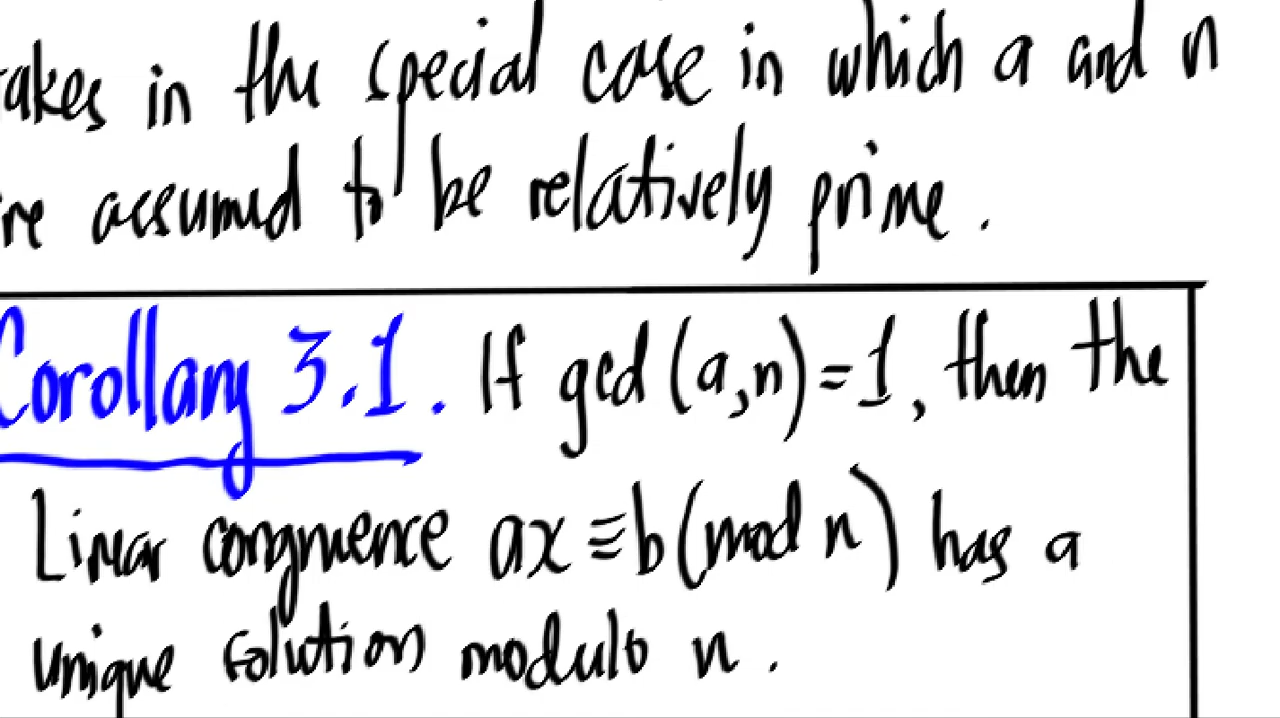 takes in the special case in which a and n
are assumed to be relatively prime.
Corollary 3.1. If gcd(a,n)=1, then the
Linear congruence ax ≡ b(mod n) has a
unique solution modulo n.